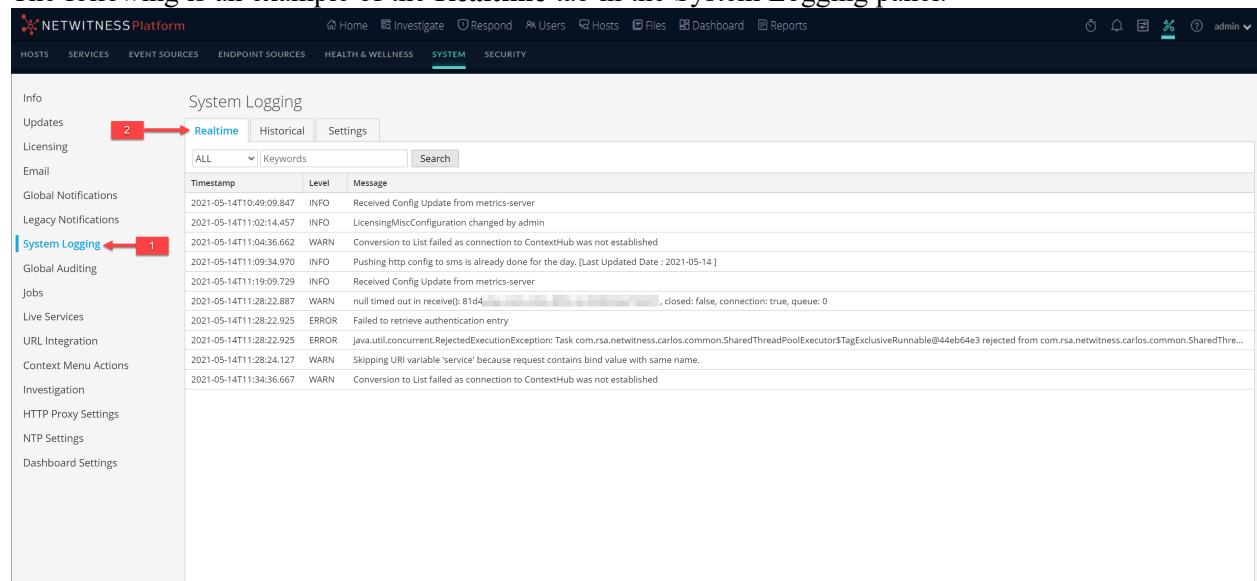 The following is an example of the Realtime tab in the System Logging panel.
NETWITNESS Platform Home Investigate Respond Users Hosts Files Dashboard Reports admin
HOSTS SERVICES EVENT SOURCES ENDPOINT SOURCES HEALTH & WELLNESS SYSTEM SECURITY
Info
Updates
Licensing
Email
Global Notifications
Legacy Notifications
System Logging
Global Auditing
Jobs
Live Services
URL Integration
Context Menu Actions
Investigation
HTTP Proxy Settings
NTP Settings
Dashboard Settings
1
2
System Logging
Realtime Historical Settings
ALL Keywords Search
Timestamp Level Message
2021-05-14T10:49:09.847 INFO Received Config Update from metrics-server
2021-05-14T11:02:14.457 INFO LicensingMiscConfiguration changed by admin
2021-05-14T11:04:36.662 WARN Conversion to List failed as connection to ContextHub was not established
2021-05-14T11:09:34.970 INFO Pushing http config to sms is already done for the day. [Last Updated Date : 2021-05-14 ]
2021-05-14T11:19:09.729 INFO Received Config Update from metrics-server
2021-05-14T11:28:22.887 WARN null timed out in receive(): 81d4 , closed: false, connection: true, queue: 0
2021-05-14T11:28:22.925 ERROR Failed to retrieve authentication entry
2021-05-14T11:28:22.925 ERROR java.util.concurrent.RejectedExecutionException: Task com.rsa.netwitness.carlos.common.SharedThreadPoolExecutor$TagExclusiveRunnable@44eb64e3 rejected from com.rsa.netwitness.carlos.common.SharedThre...
2021-05-14T11:28:24.127 WARN Skipping URI variable 'service' because request contains bind value with same name.
2021-05-14T11:34:36.667 WARN Conversion to List failed as connection to ContextHub was not established